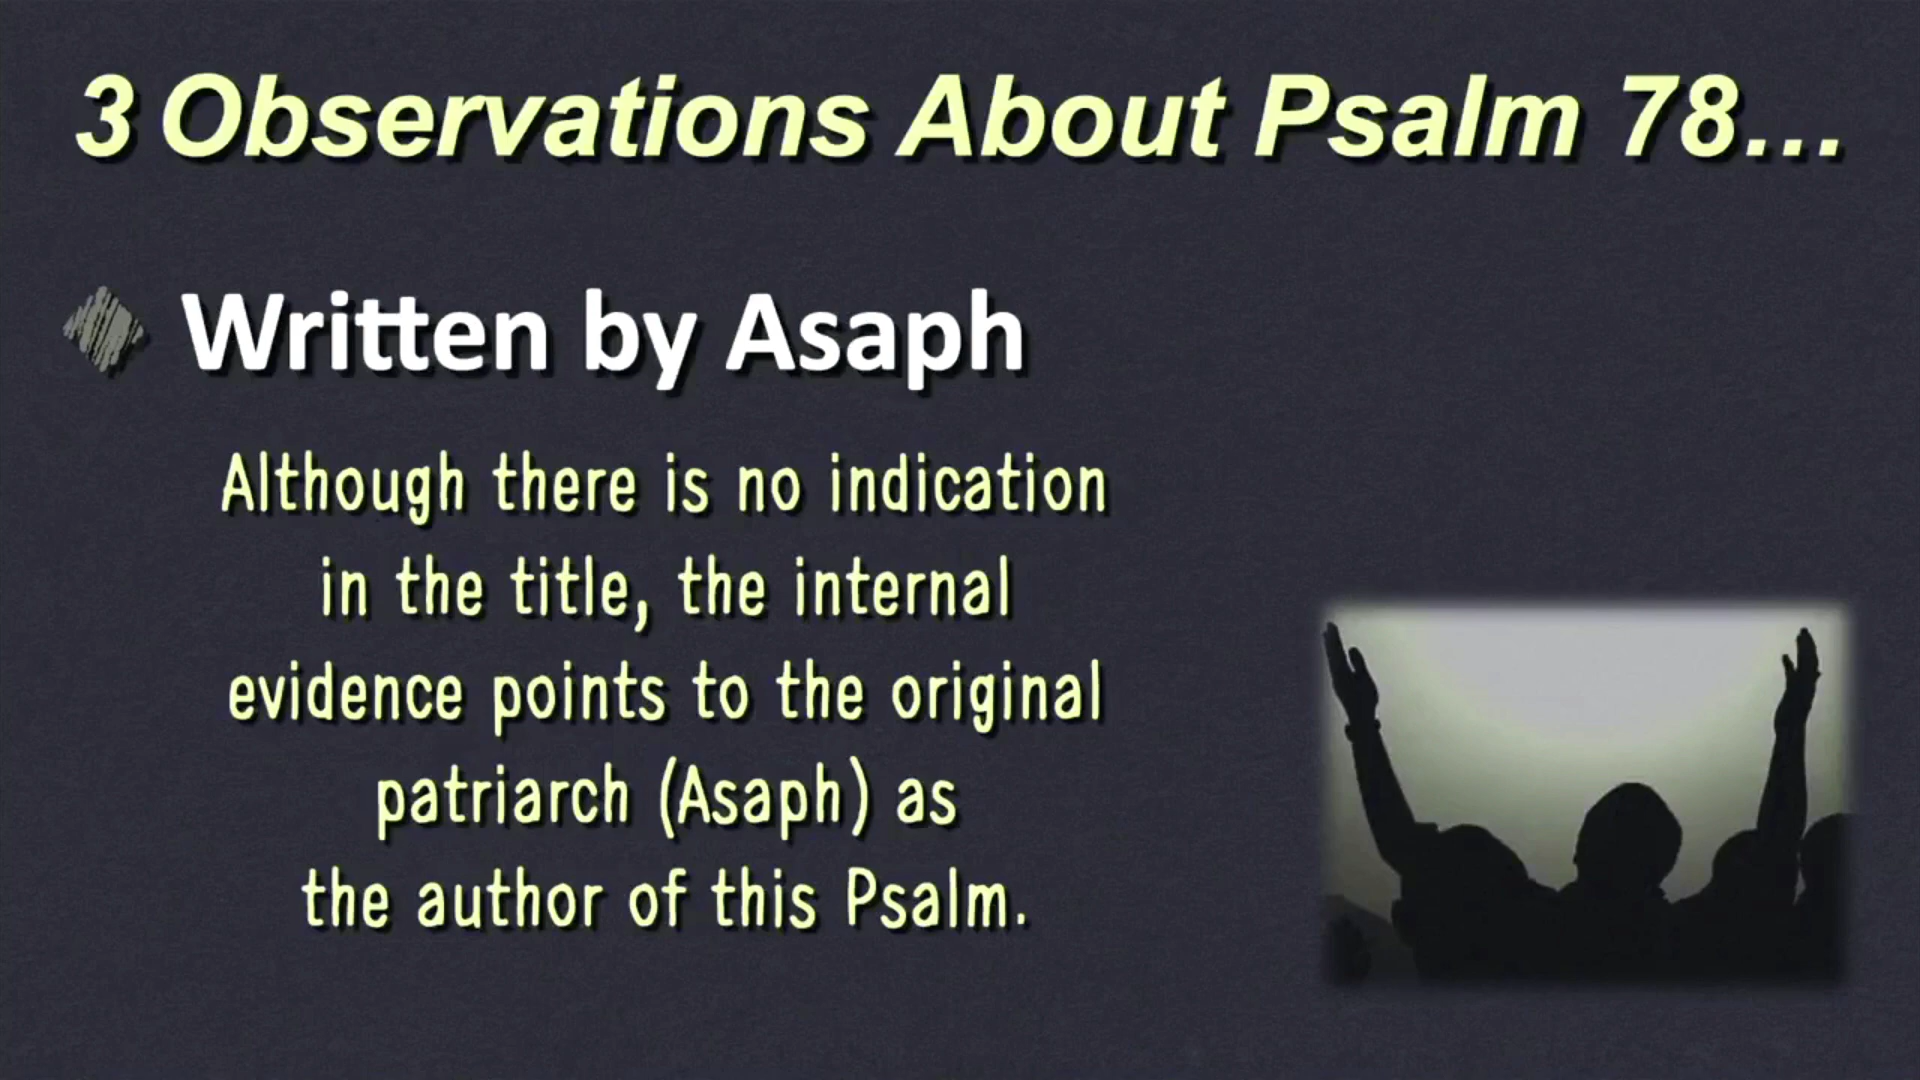 3 Observations About Psalm 78...
Written by Asaph
Although there is no indication
in the title, the internal
evidence points to the original
patriarch (Asaph) as
the author of this Psalm.